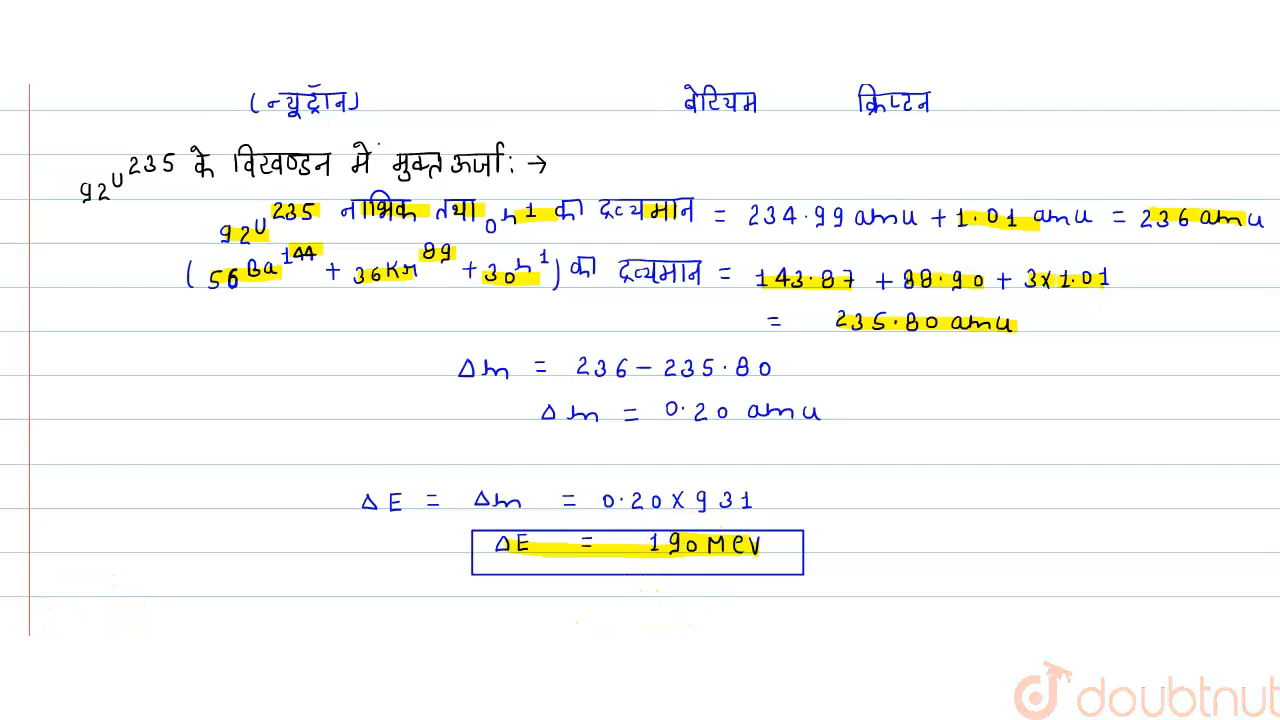 (न्यूट्रॉन) बेरियम क्रिप्टन
₉₂U²³⁵ के विखण्डन में मुक्त ऊर्जा: →
₉₂U²³⁵ नाभिक तथा ₀n¹ का द्रव्यमान = 234.99 amu + 1.01 amu = 236 amu
(₅₆Ba¹⁴⁴ + ₃₆Kr⁸⁹ + 3₀n¹) का द्रव्यमान = 143.87 + 88.90 + 3x1.01
= 235.80 amu
Δm = 236 - 235.80
Δm = 0.20 amu
ΔE = Δm = 0.20 X 931
ΔE = 190 MeV
doubtnut